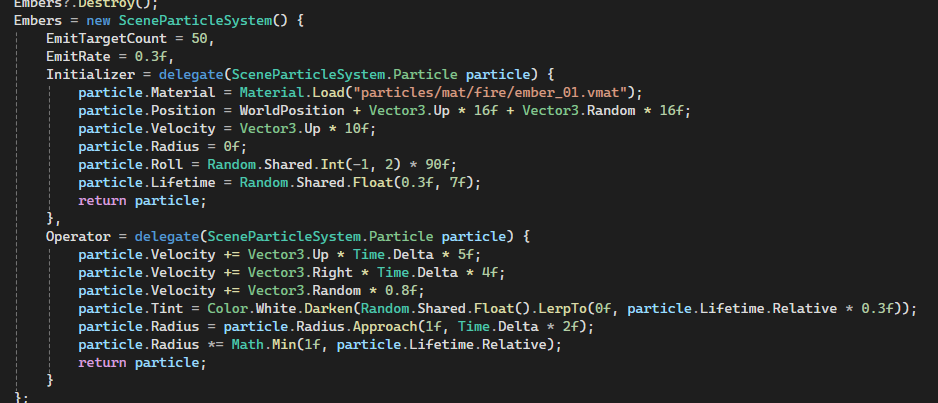 Embers?.Destroy();
Embers = new SceneParticleSystem() {
    EmitTargetCount = 50,
    EmitRate = 0.3f,
    Initializer = delegate(SceneParticleSystem.Particle particle) {
        particle.Material = Material.Load("particles/mat/fire/ember_01.vmat");
        particle.Position = WorldPosition + Vector3.Up * 16f + Vector3.Random * 16f;
        particle.Velocity = Vector3.Up * 10f;
        particle.Radius = 0f;
        particle.Roll = Random.Shared.Int(-1, 2) * 90f;
        particle.Lifetime = Random.Shared.Float(0.3f, 7f);
        return particle;
    },
    Operator = delegate(SceneParticleSystem.Particle particle) {
        particle.Velocity += Vector3.Up * Time.Delta * 5f;
        particle.Velocity += Vector3.Right * Time.Delta * 4f;
        particle.Velocity += Vector3.Random * 0.8f;
        particle.Tint = Color.White.Darken(Random.Shared.Float().LerpTo(0f, particle.Lifetime.Relative * 0.3f));
        particle.Radius = particle.Radius.Approach(1f, Time.Delta * 2f);
        particle.Radius *= Math.Min(1f, particle.Lifetime.Relative);
        return particle;
    }
};